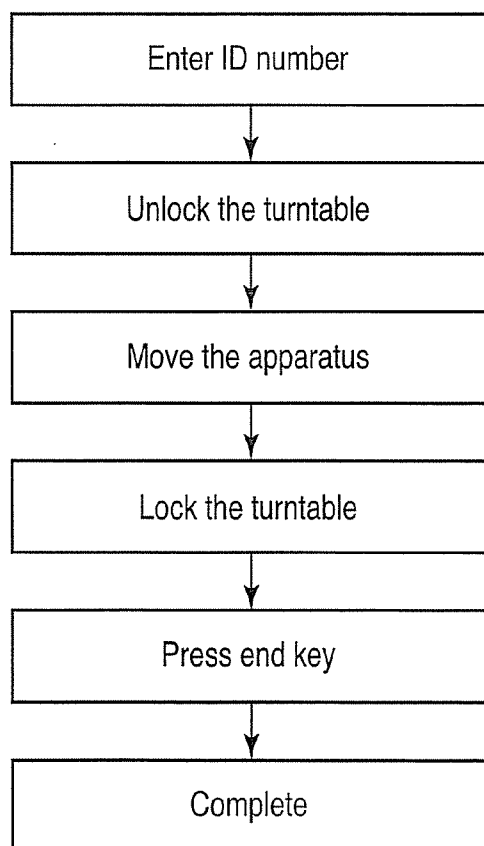 Enter ID number
Unlock the turntable
Move the apparatus
Lock the turntable
Press end key
Complete